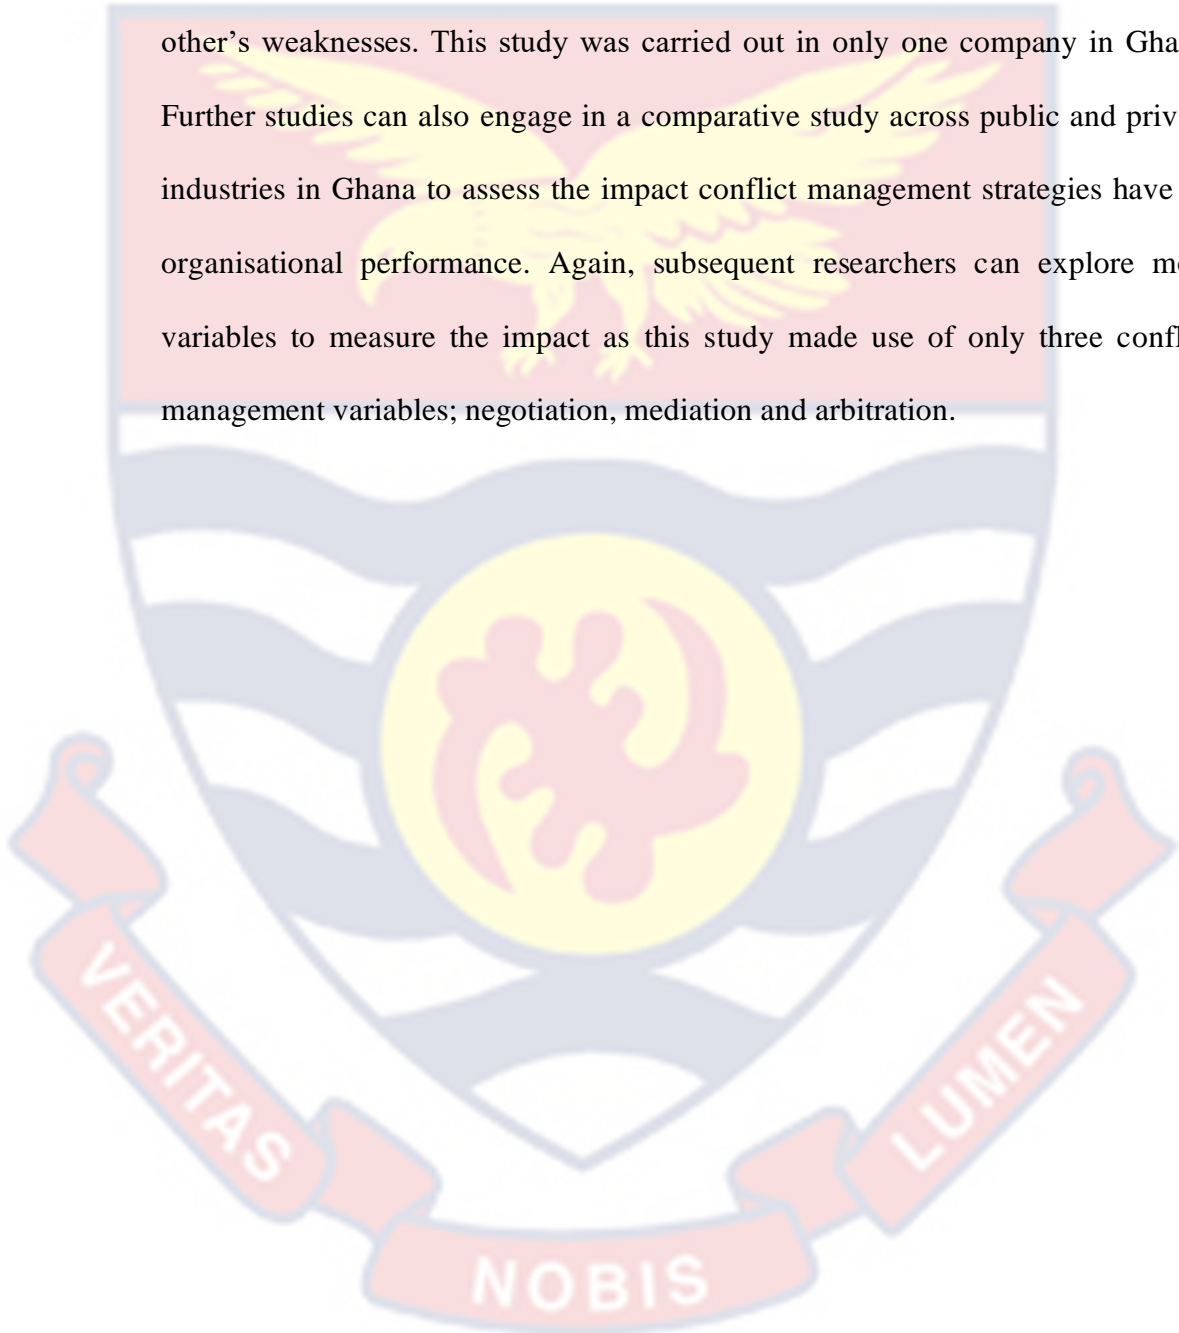 other's weaknesses. This study was carried out in only one company in Gha
Further studies can also engage in a comparative study across public and priv
industries in Ghana to assess the impact conflict management strategies have
organisational performance. Again, subsequent researchers can explore m
variables to measure the impact as this study made use of only three conf
management variables; negotiation, mediation and arbitration.
VERITAS
NOBIS
LUMEN